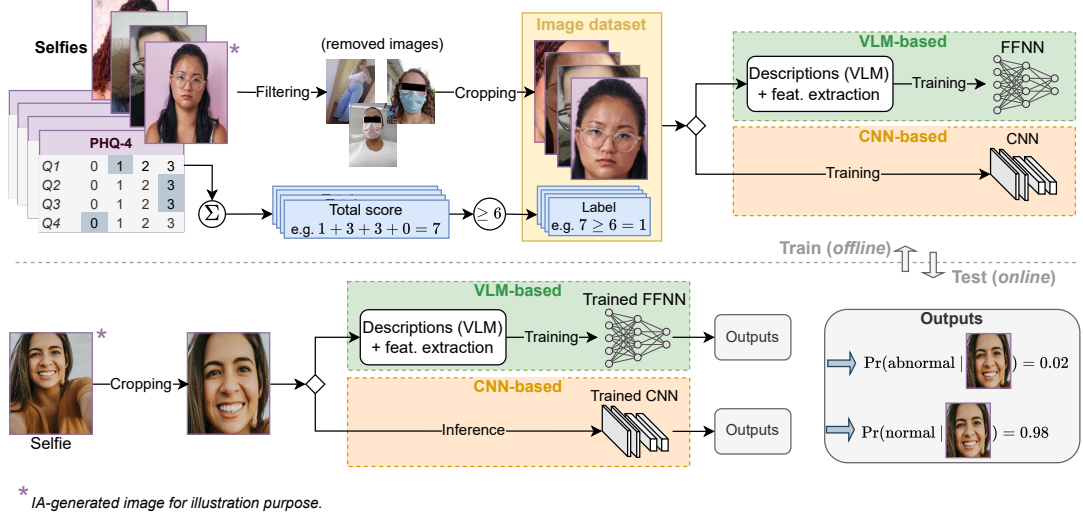 Selfies
*
(removed images)
Image dataset
VLM-based
FFNN
Filtering
Cropping
Descriptions (VLM)
+ feat. extraction
Training
CNN-based
CNN
Training
PHQ-4
Q1 0 1 2 3
Q2 0 1 2 3
Q3 0 1 2 3
Q4 0 1 2 3
Σ
Total score
e.g. 1 + 3 + 3 + 0 = 7
≥ 6
Label
e.g. 7 ≥ 6 = 1
Train (offline)
Test (online)
VLM-based
Trained FFNN
Descriptions (VLM)
+ feat. extraction
Training
Outputs
*
Cropping
Selfie
CNN-based
Trained CNN
Inference
Outputs
Outputs
Pr(abnormal | ) = 0.02
Pr(normal | ) = 0.98
* IA-generated image for illustration purpose.